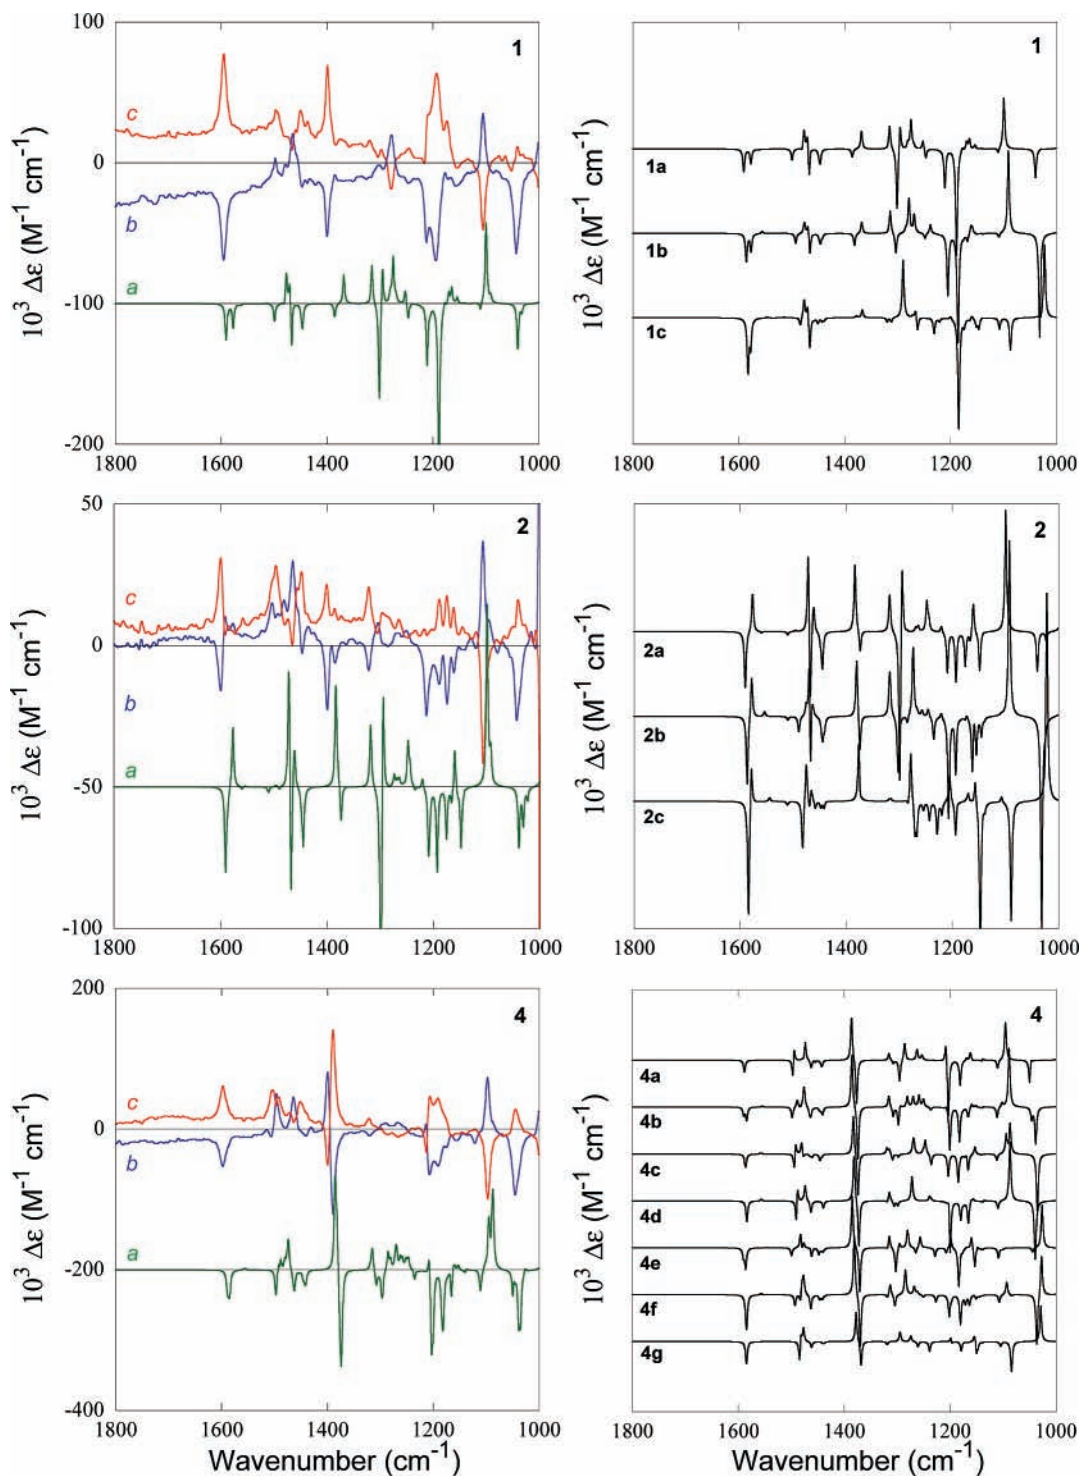 100
0
-100
-200
10³ Δε (M⁻¹ cm⁻¹)
1
c
b
a
1800 1600 1400 1200 1000
10³ Δε (M⁻¹ cm⁻¹)
1
1a
1b
1c
1800 1600 1400 1200 1000
50
0
-50
-100
10³ Δε (M⁻¹ cm⁻¹)
2
c
b
a
1800 1600 1400 1200 1000
10³ Δε (M⁻¹ cm⁻¹)
2
2a
2b
2c
1800 1600 1400 1200 1000
200
0
-200
-400
10³ Δε (M⁻¹ cm⁻¹)
4
c
b
a
1800 1600 1400 1200 1000
Wavenumber (cm⁻¹)
10³ Δε (M⁻¹ cm⁻¹)
4
4a
4b
4c
4d
4e
4f
4g
1800 1600 1400 1200 1000
Wavenumber (cm⁻¹)